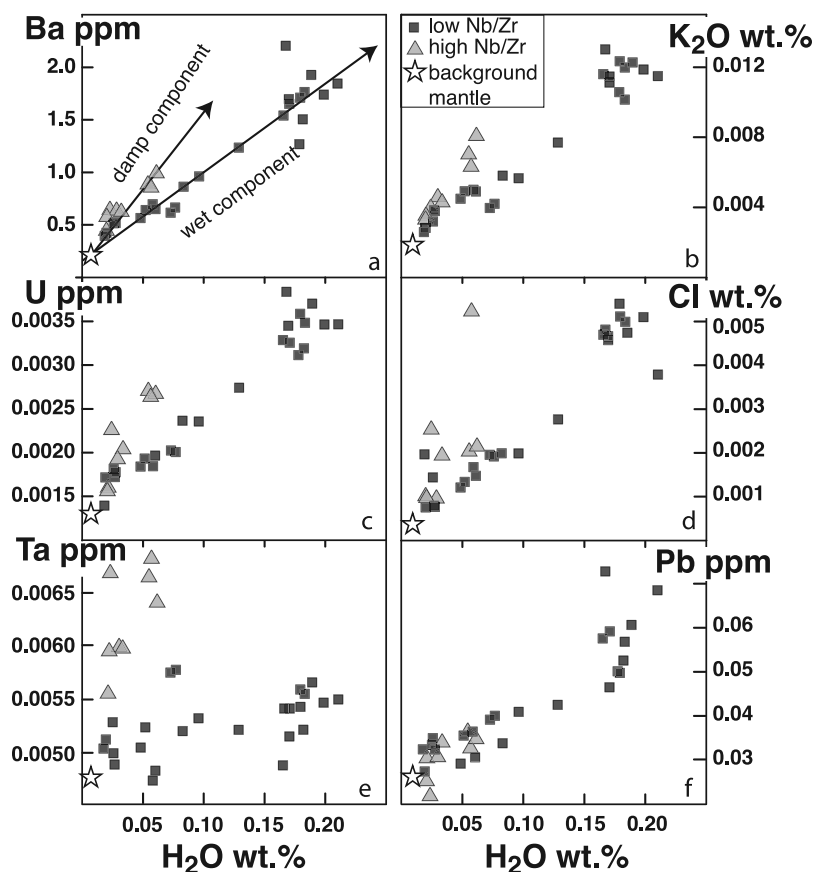 Ba ppm
2.0
1.5
1.0
0.5
damp component
wet component
a
low Nb/Zr
high Nb/Zr
background
mantle
K2O wt.%
0.012
0.008
0.004
b
U ppm
0.0035
0.0030
0.0025
0.0020
0.0015
c
Cl wt.%
0.005
0.004
0.003
0.002
0.001
d
Ta ppm
0.0065
0.0060
0.0055
0.0050
e
Pb ppm
0.06
0.05
0.04
0.03
f
0.05 0.10 0.15 0.20
H2O wt.%
0.05 0.10 0.15 0.20
H2O wt.%